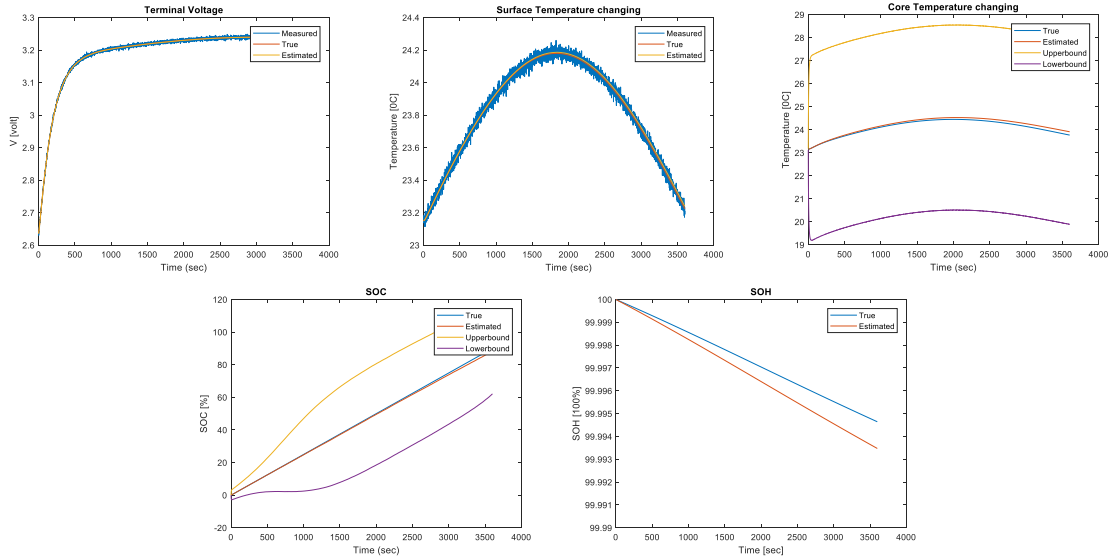 Terminal Voltage
3.3
3.2
3.1
3
2.9
2.8
2.7
2.6
V [volt]
0 500 1000 1500 2000 2500 3000 3500 4000
Time (sec)
Measured
True
Estimated
Surface Temperature changing
24.4
24.2
24
23.8
23.6
23.4
23.2
23
Temperature [0C]
0 500 1000 1500 2000 2500 3000 3500 4000
Time (sec)
Measured
True
Estimated
Core Temperature changing
29
28
27
26
25
24
23
22
21
20
19
Temperature [0C]
0 500 1000 1500 2000 2500 3000 3500 4000
Time (sec)
True
Estimated
Upperbound
Lowerbound
SOC
120
100
80
60
40
20
0
-20
SOC [%]
0 500 1000 1500 2000 2500 3000 3500 4000
Time (sec)
True
Estimated
Upperbound
Lowerbound
SOH
100
99.999
99.998
99.997
99.996
99.995
99.994
99.993
99.992
99.991
99.99
SOH [100%]
0 500 1000 1500 2000 2500 3000 3500 4000
Time [sec]
True
Estimated